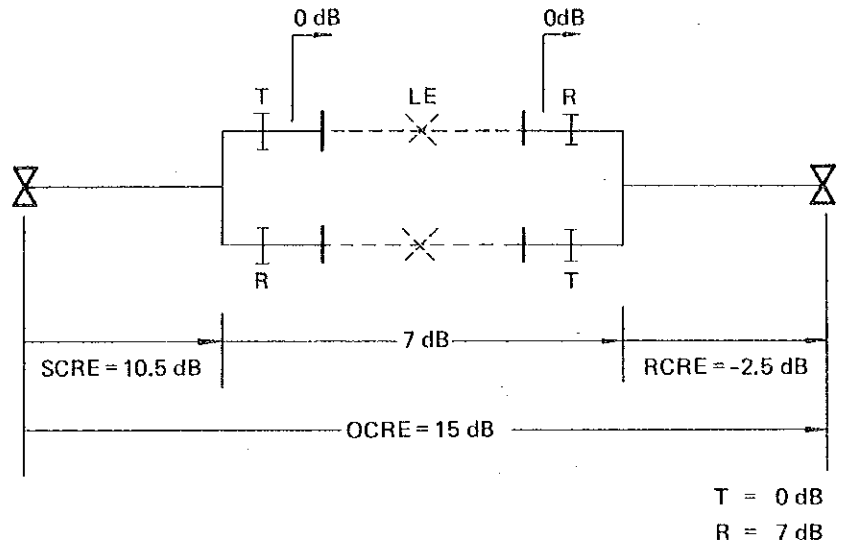 0 dB
0dB
T
LE
R
R
T
7 dB
SCRE = 10.5 dB
RCRE = -2.5 dB
OCRE = 15 dB
T = 0 dB
R = 7 dB